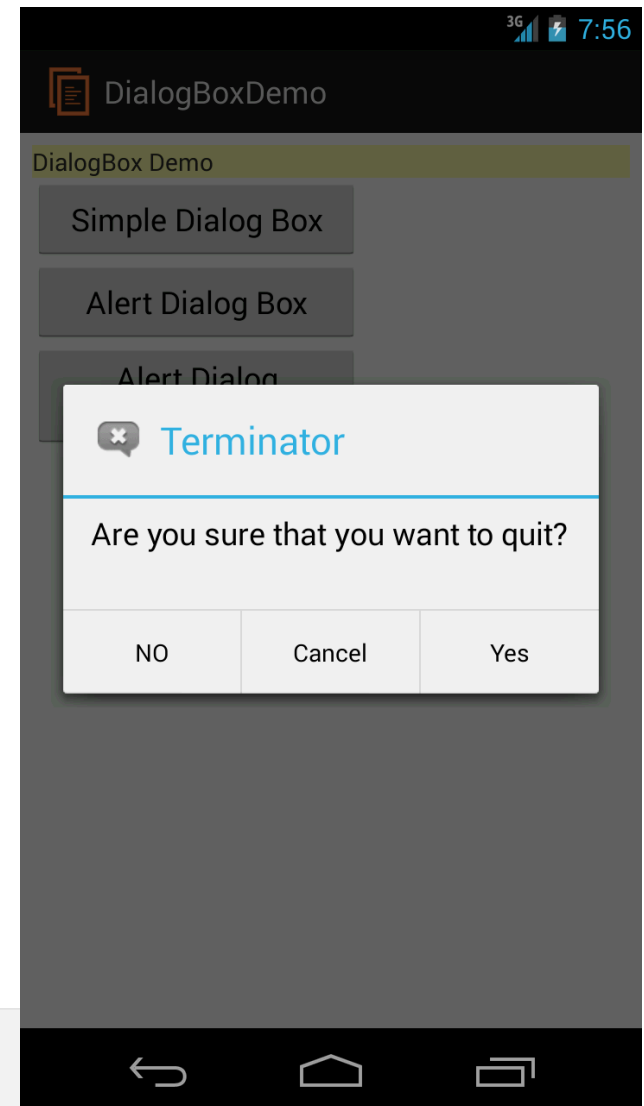 3G 7:56
DialogBoxDemo
DialogBox Demo
Simple Dialog Box
Alert Dialog Box
Alert Dialog
Terminator
Are you sure that you want to quit?
NO Cancel Yes